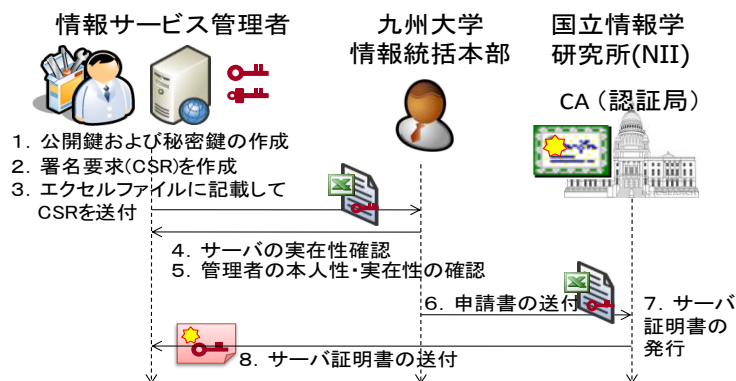 情報サービス管理者
九州大学
情報統括本部
国立情報学
研究所(NII)
CA（認証局）
1．公開鍵および秘密鍵の作成
2．署名要求(CSR)を作成
3．エクセルファイルに記載して
CSRを送付
4．サーバの実在性確認
5．管理者の本人性・実在性の確認
6．申請書の送付
7．サーバ
証明書の
発行
8．サーバ証明書の送付